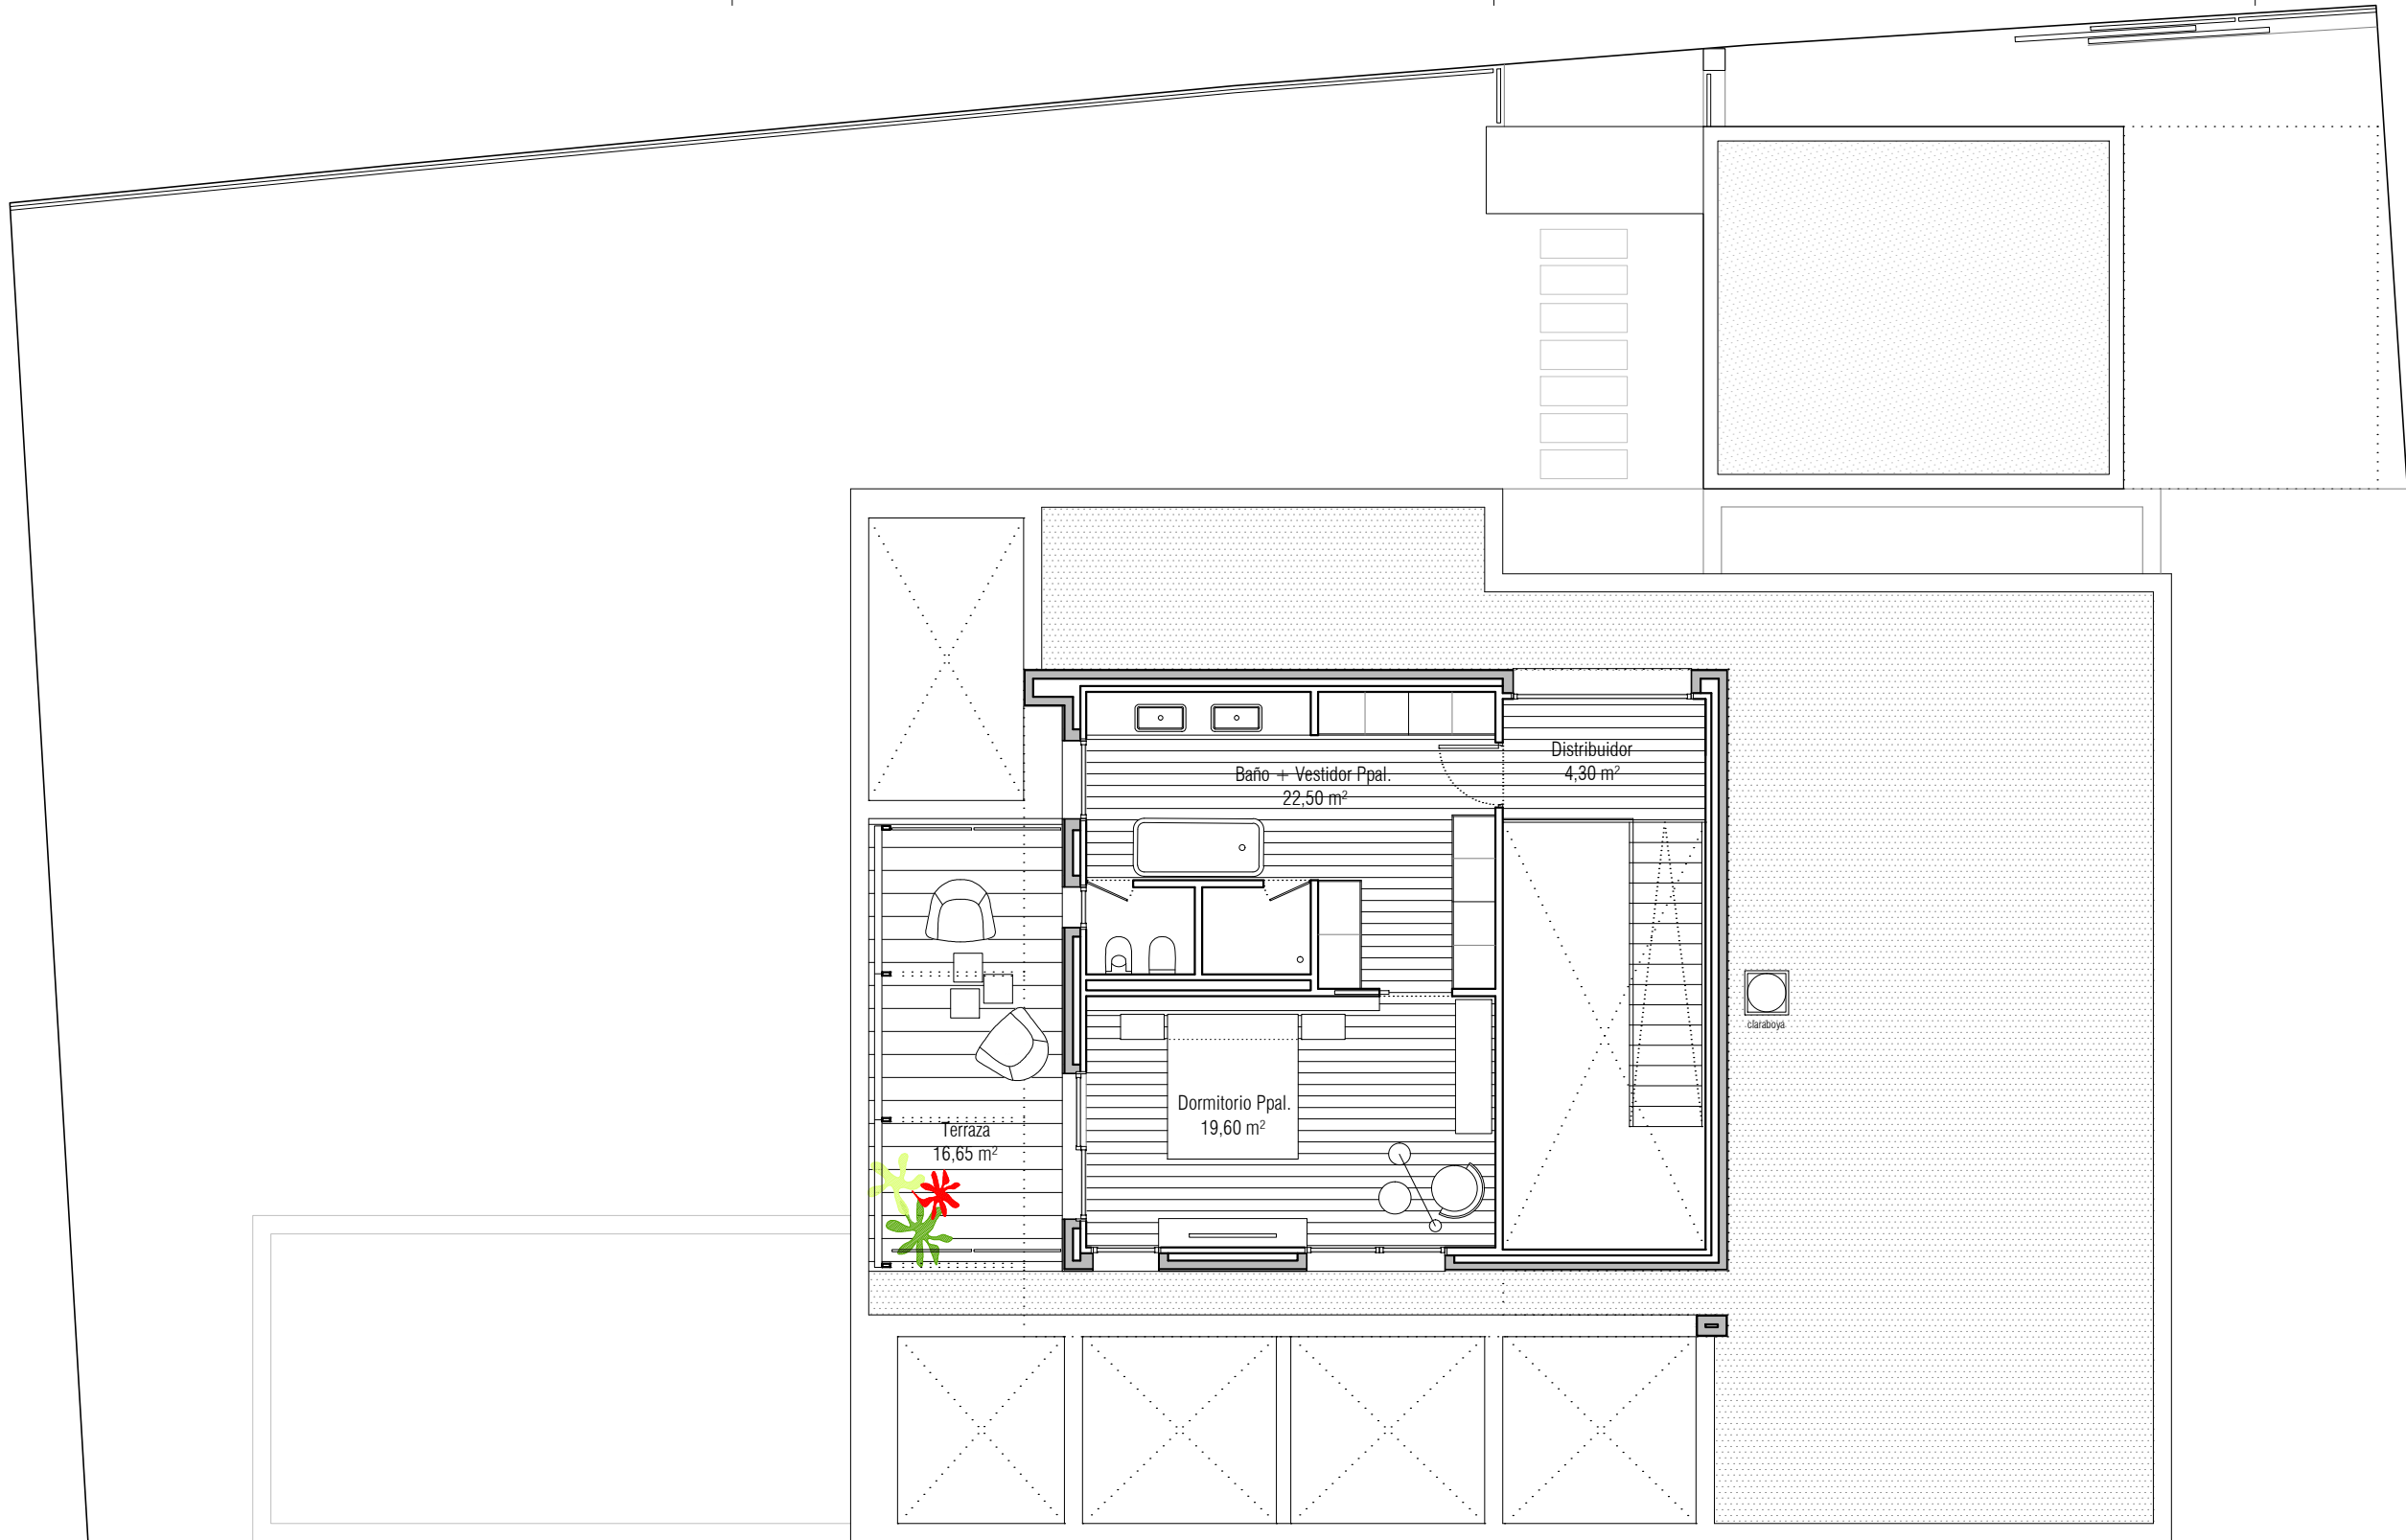 Distribuidor
4,30 m²
Baño + Vestidor Ppal.
22,50 m²
claraboya
Dormitorio Ppal.
19,60 m²
Terraza
16,65 m²